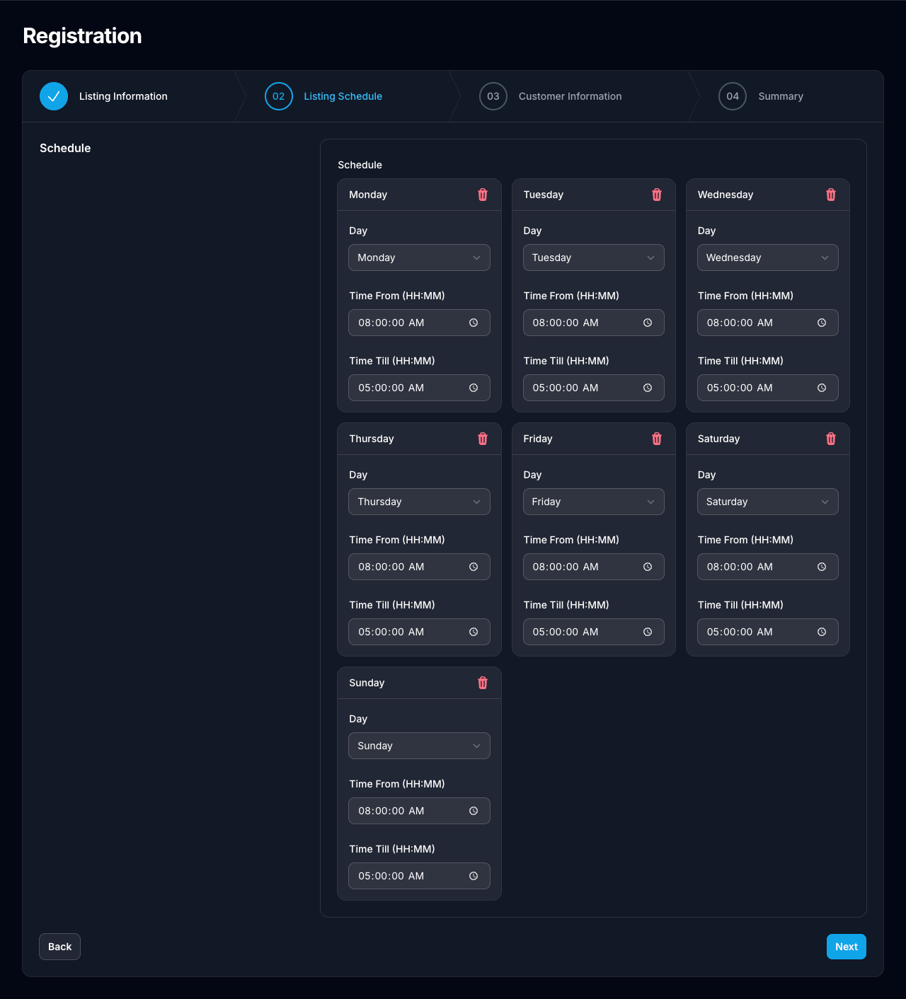 Registration
Listing Information
02 Listing Schedule
03 Customer Information
04 Summary
Schedule
Schedule
Monday
Day
Monday
Time From (HH:MM)
08:00:00 AM
Time Till (HH:MM)
05:00:00 AM
Tuesday
Day
Tuesday
Time From (HH:MM)
08:00:00 AM
Time Till (HH:MM)
05:00:00 AM
Wednesday
Day
Wednesday
Time From (HH:MM)
08:00:00 AM
Time Till (HH:MM)
05:00:00 AM
Thursday
Day
Thursday
Time From (HH:MM)
08:00:00 AM
Time Till (HH:MM)
05:00:00 AM
Friday
Day
Friday
Time From (HH:MM)
08:00:00 AM
Time Till (HH:MM)
05:00:00 AM
Saturday
Day
Saturday
Time From (HH:MM)
08:00:00 AM
Time Till (HH:MM)
05:00:00 AM
Sunday
Day
Sunday
Time From (HH:MM)
08:00:00 AM
Time Till (HH:MM)
05:00:00 AM
Back
Next